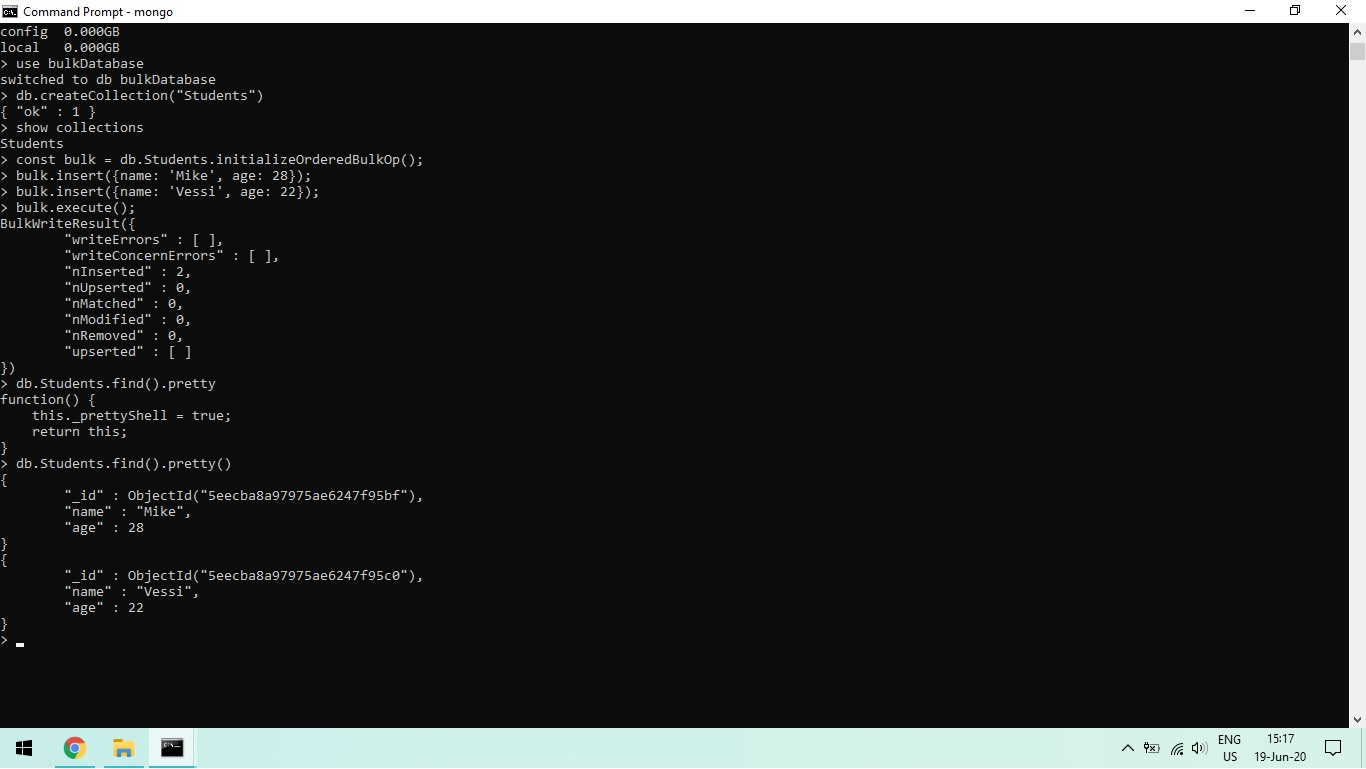 Command Prompt - mongo
config  0.000GB
local   0.000GB
> use bulkDatabase
switched to db bulkDatabase
> db.createCollection("Students")
{ "ok" : 1 }
> show collections
Students
> const bulk = db.Students.initializeOrderedBulkOp();
> bulk.insert({name: 'Mike', age: 28});
> bulk.insert({name: 'Vessi', age: 22});
> bulk.execute();
BulkWriteResult({
        "writeErrors" : [ ],
        "writeConcernErrors" : [ ],
        "nInserted" : 2,
        "nUpserted" : 0,
        "nMatched" : 0,
        "nModified" : 0,
        "nRemoved" : 0,
        "upserted" : [ ]
})
> db.Students.find().pretty
function() {
    this._prettyShell = true;
    return this;
}
> db.Students.find().pretty()
{
        "_id" : ObjectId("5eecba8a97975ae6247f95bf"),
        "name" : "Mike",
        "age" : 28
}
{
        "_id" : ObjectId("5eecba8a97975ae6247f95c0"),
        "name" : "Vessi",
        "age" : 22
}
>
ENG 15:17
US 19-Jun-20